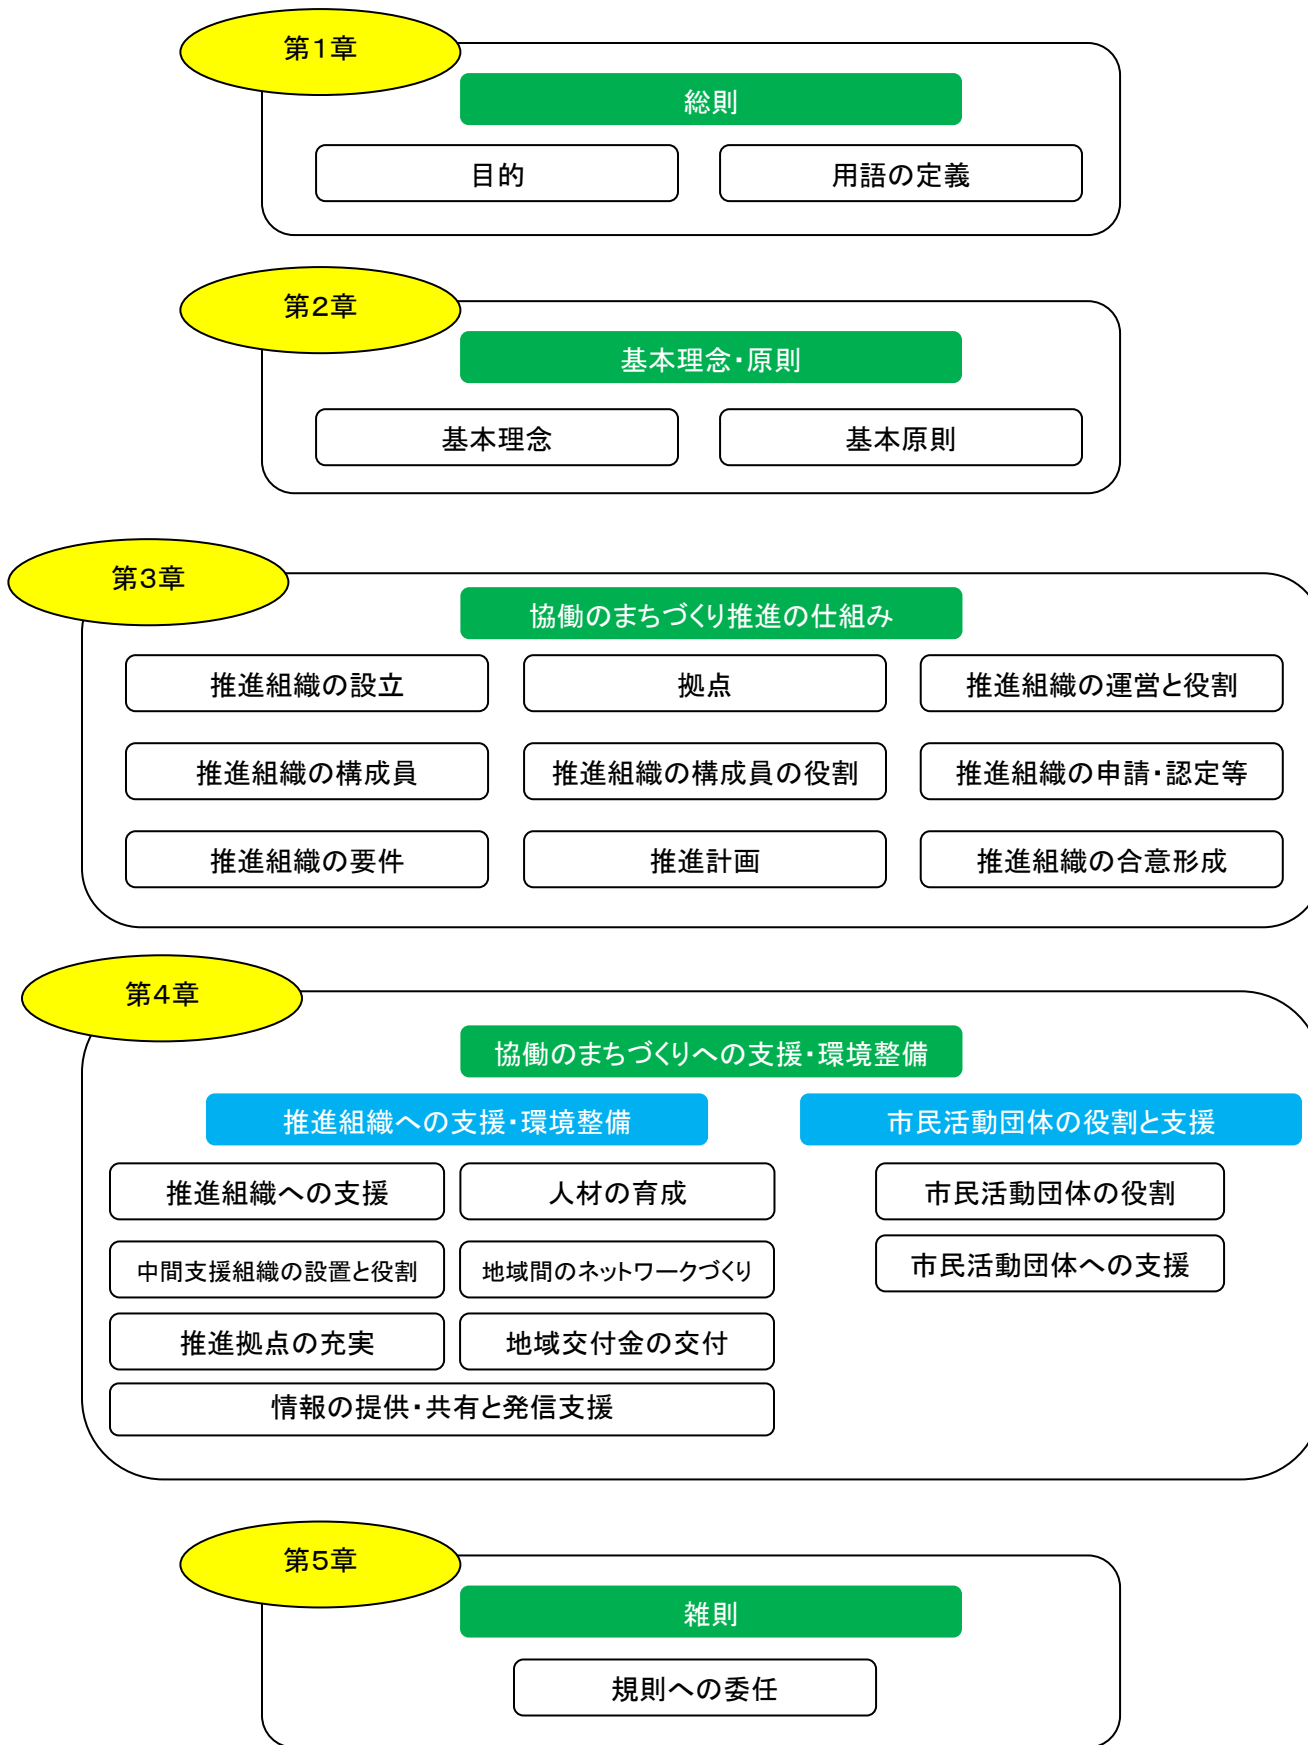 第1章
総則
目的
用語の定義
第2章
基本理念・原則
基本理念
基本原則
第3章
協働のまちづくり推進の仕組み
推進組織の設立
拠点
推進組織の運営と役割
推進組織の構成員
推進組織の構成員の役割
推進組織の申請・認定等
推進組織の要件
推進計画
推進組織の合意形成
第4章
協働のまちづくりへの支援・環境整備
推進組織への支援・環境整備
市民活動団体の役割と支援
推進組織への支援
人材の育成
市民活動団体の役割
中間支援組織の設置と役割
地域間のネットワークづくり
市民活動団体への支援
推進拠点の充実
地域交付金の交付
情報の提供・共有と発信支援
第5章
雑則
規則への委任